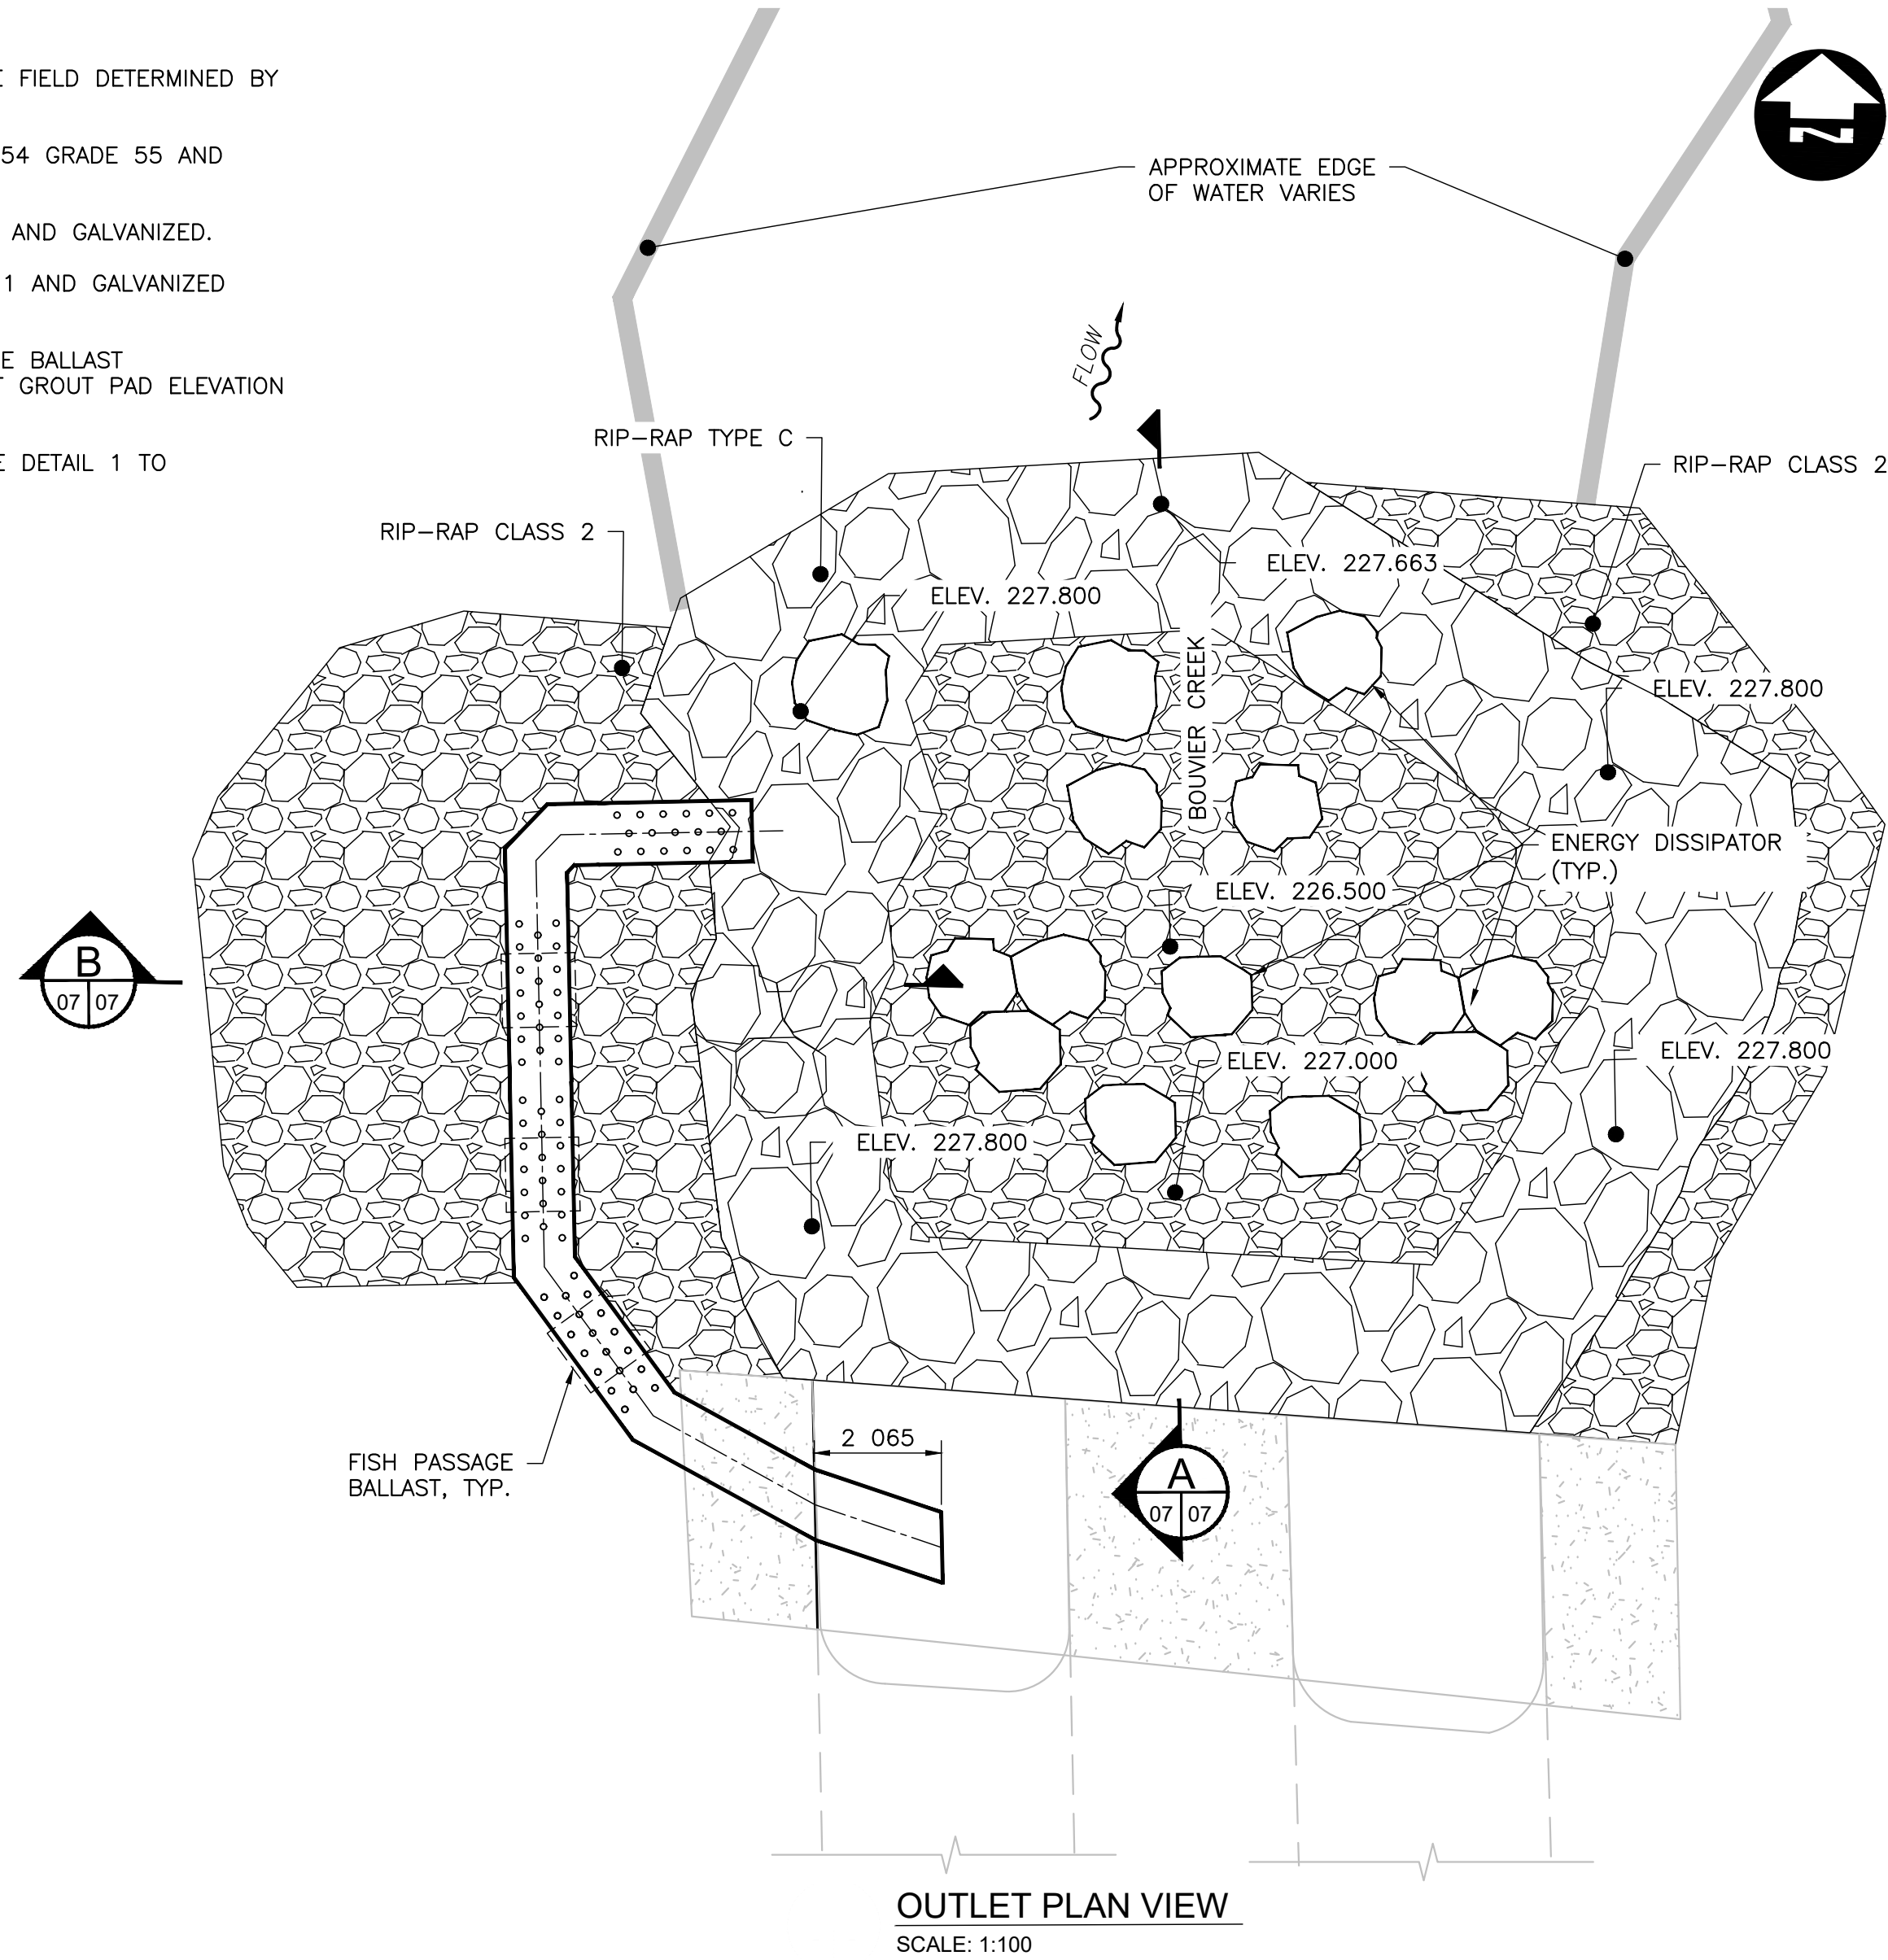 E FIELD DETERMINED BY
54 GRADE 55 AND
AND GALVANIZED.
1 AND GALVANIZED
E BALLAST
T GROUT PAD ELEVATION
E DETAIL 1 TO
N
APPROXIMATE EDGE
OF WATER VARIES
FLOW
RIP-RAP TYPE C
RIP-RAP CLASS 2
RIP-RAP CLASS 2
ELEV. 227.663
ELEV. 227.800
BOUVIER CREEK
ELEV. 227.800
ENERGY DISSIPATOR
(TYP.)
ELEV. 226.500
B
07 07
ELEV. 227.000
ELEV. 227.800
ELEV. 227.800
2 065
FISH PASSAGE
BALLAST, TYP.
A
07 07
OUTLET PLAN VIEW
SCALE: 1:100